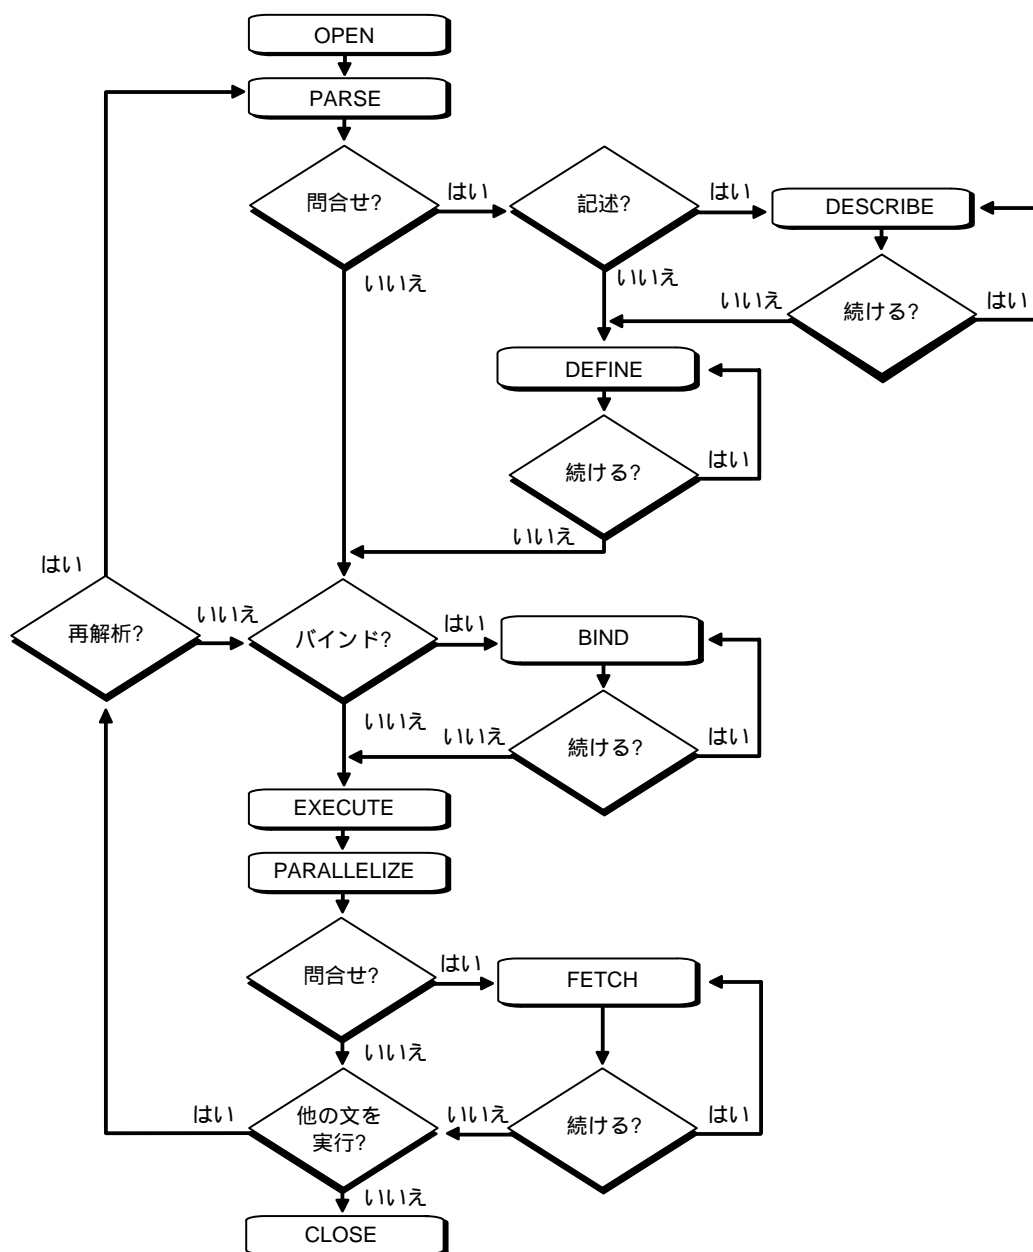 OPEN
PARSE
問合せ?
はい
記述?
はい
DESCRIBE
いいえ
いいえ
いいえ
続ける?
はい
DEFINE
続ける?
はい
いいえ
はい
再解析?
いいえ
バインド?
はい
BIND
いいえ
いいえ
続ける?
はい
EXECUTE
PARALLELIZE
問合せ?
はい
FETCH
いいえ
はい
他の文を
実行?
いいえ
続ける?
はい
いいえ
CLOSE